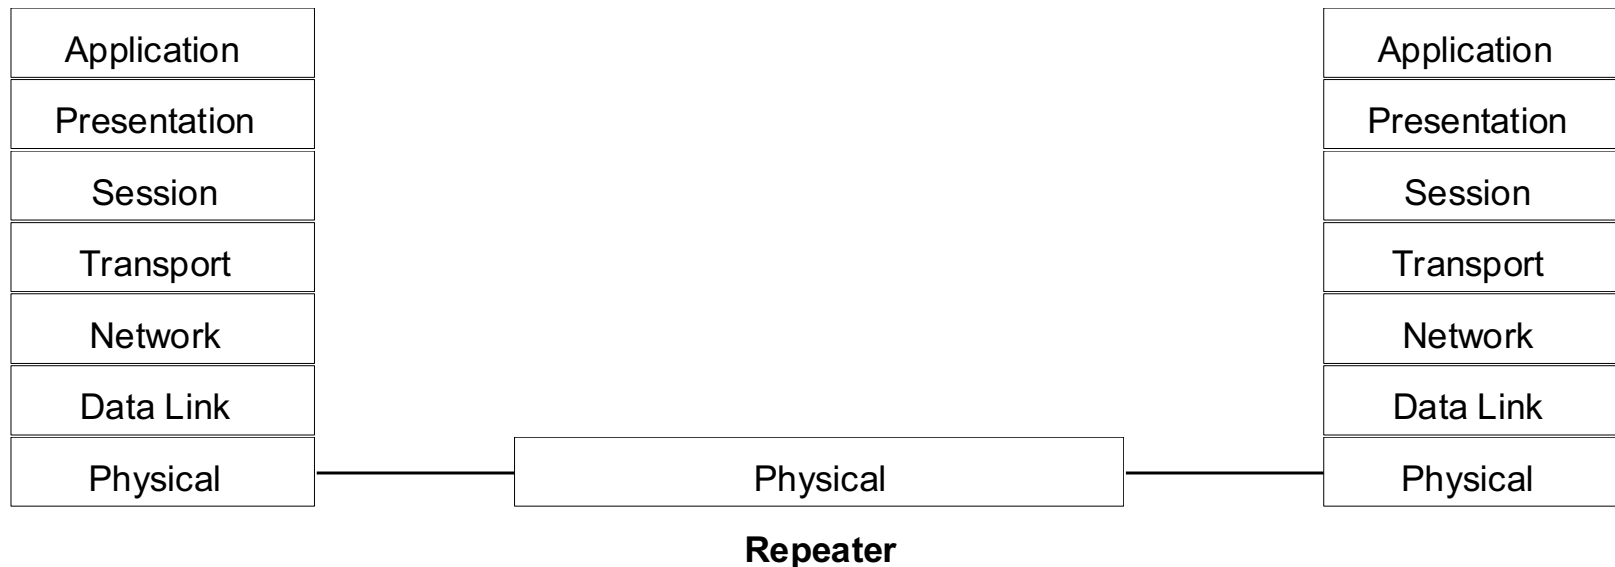 Application
Presentation
Session
Transport
Network
Data Link
Physical
Physical
Repeater
Application
Presentation
Session
Transport
Network
Data Link
Physical